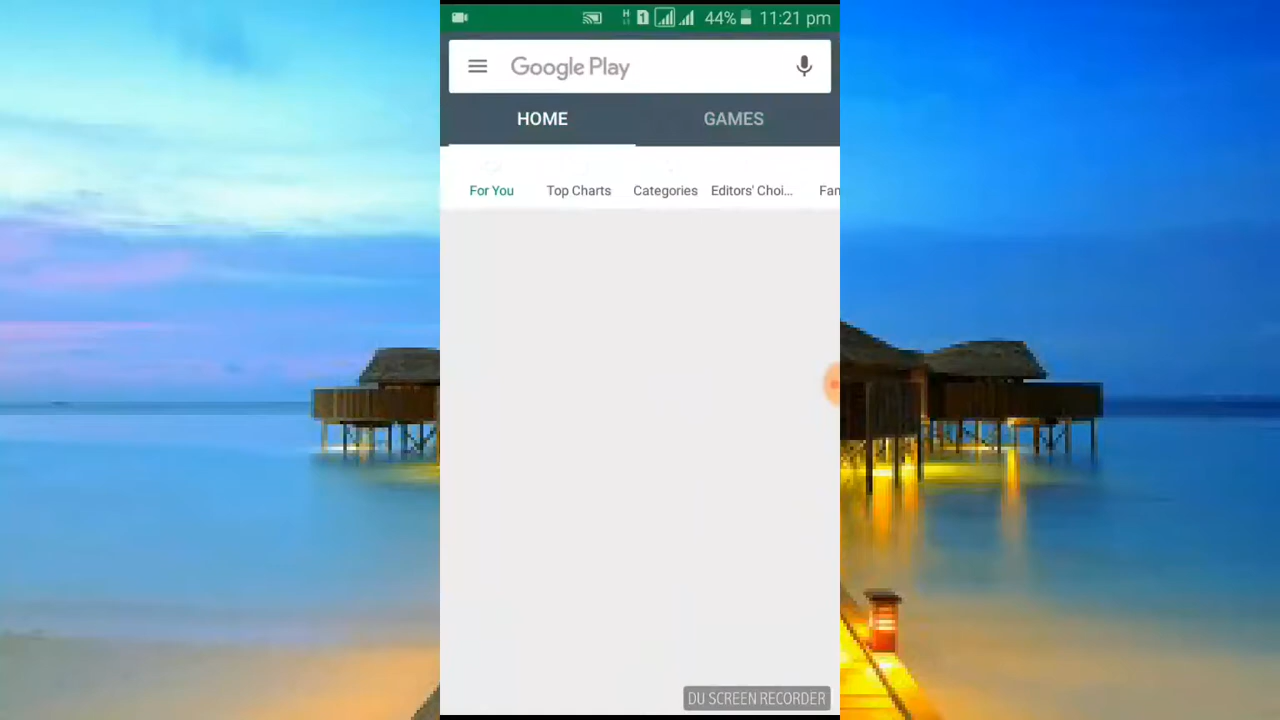 44% 11:21 pm
Google Play
HOME GAMES
For You Top Charts Categories Editors' Choi... Fan
DU SCREEN RECORDER